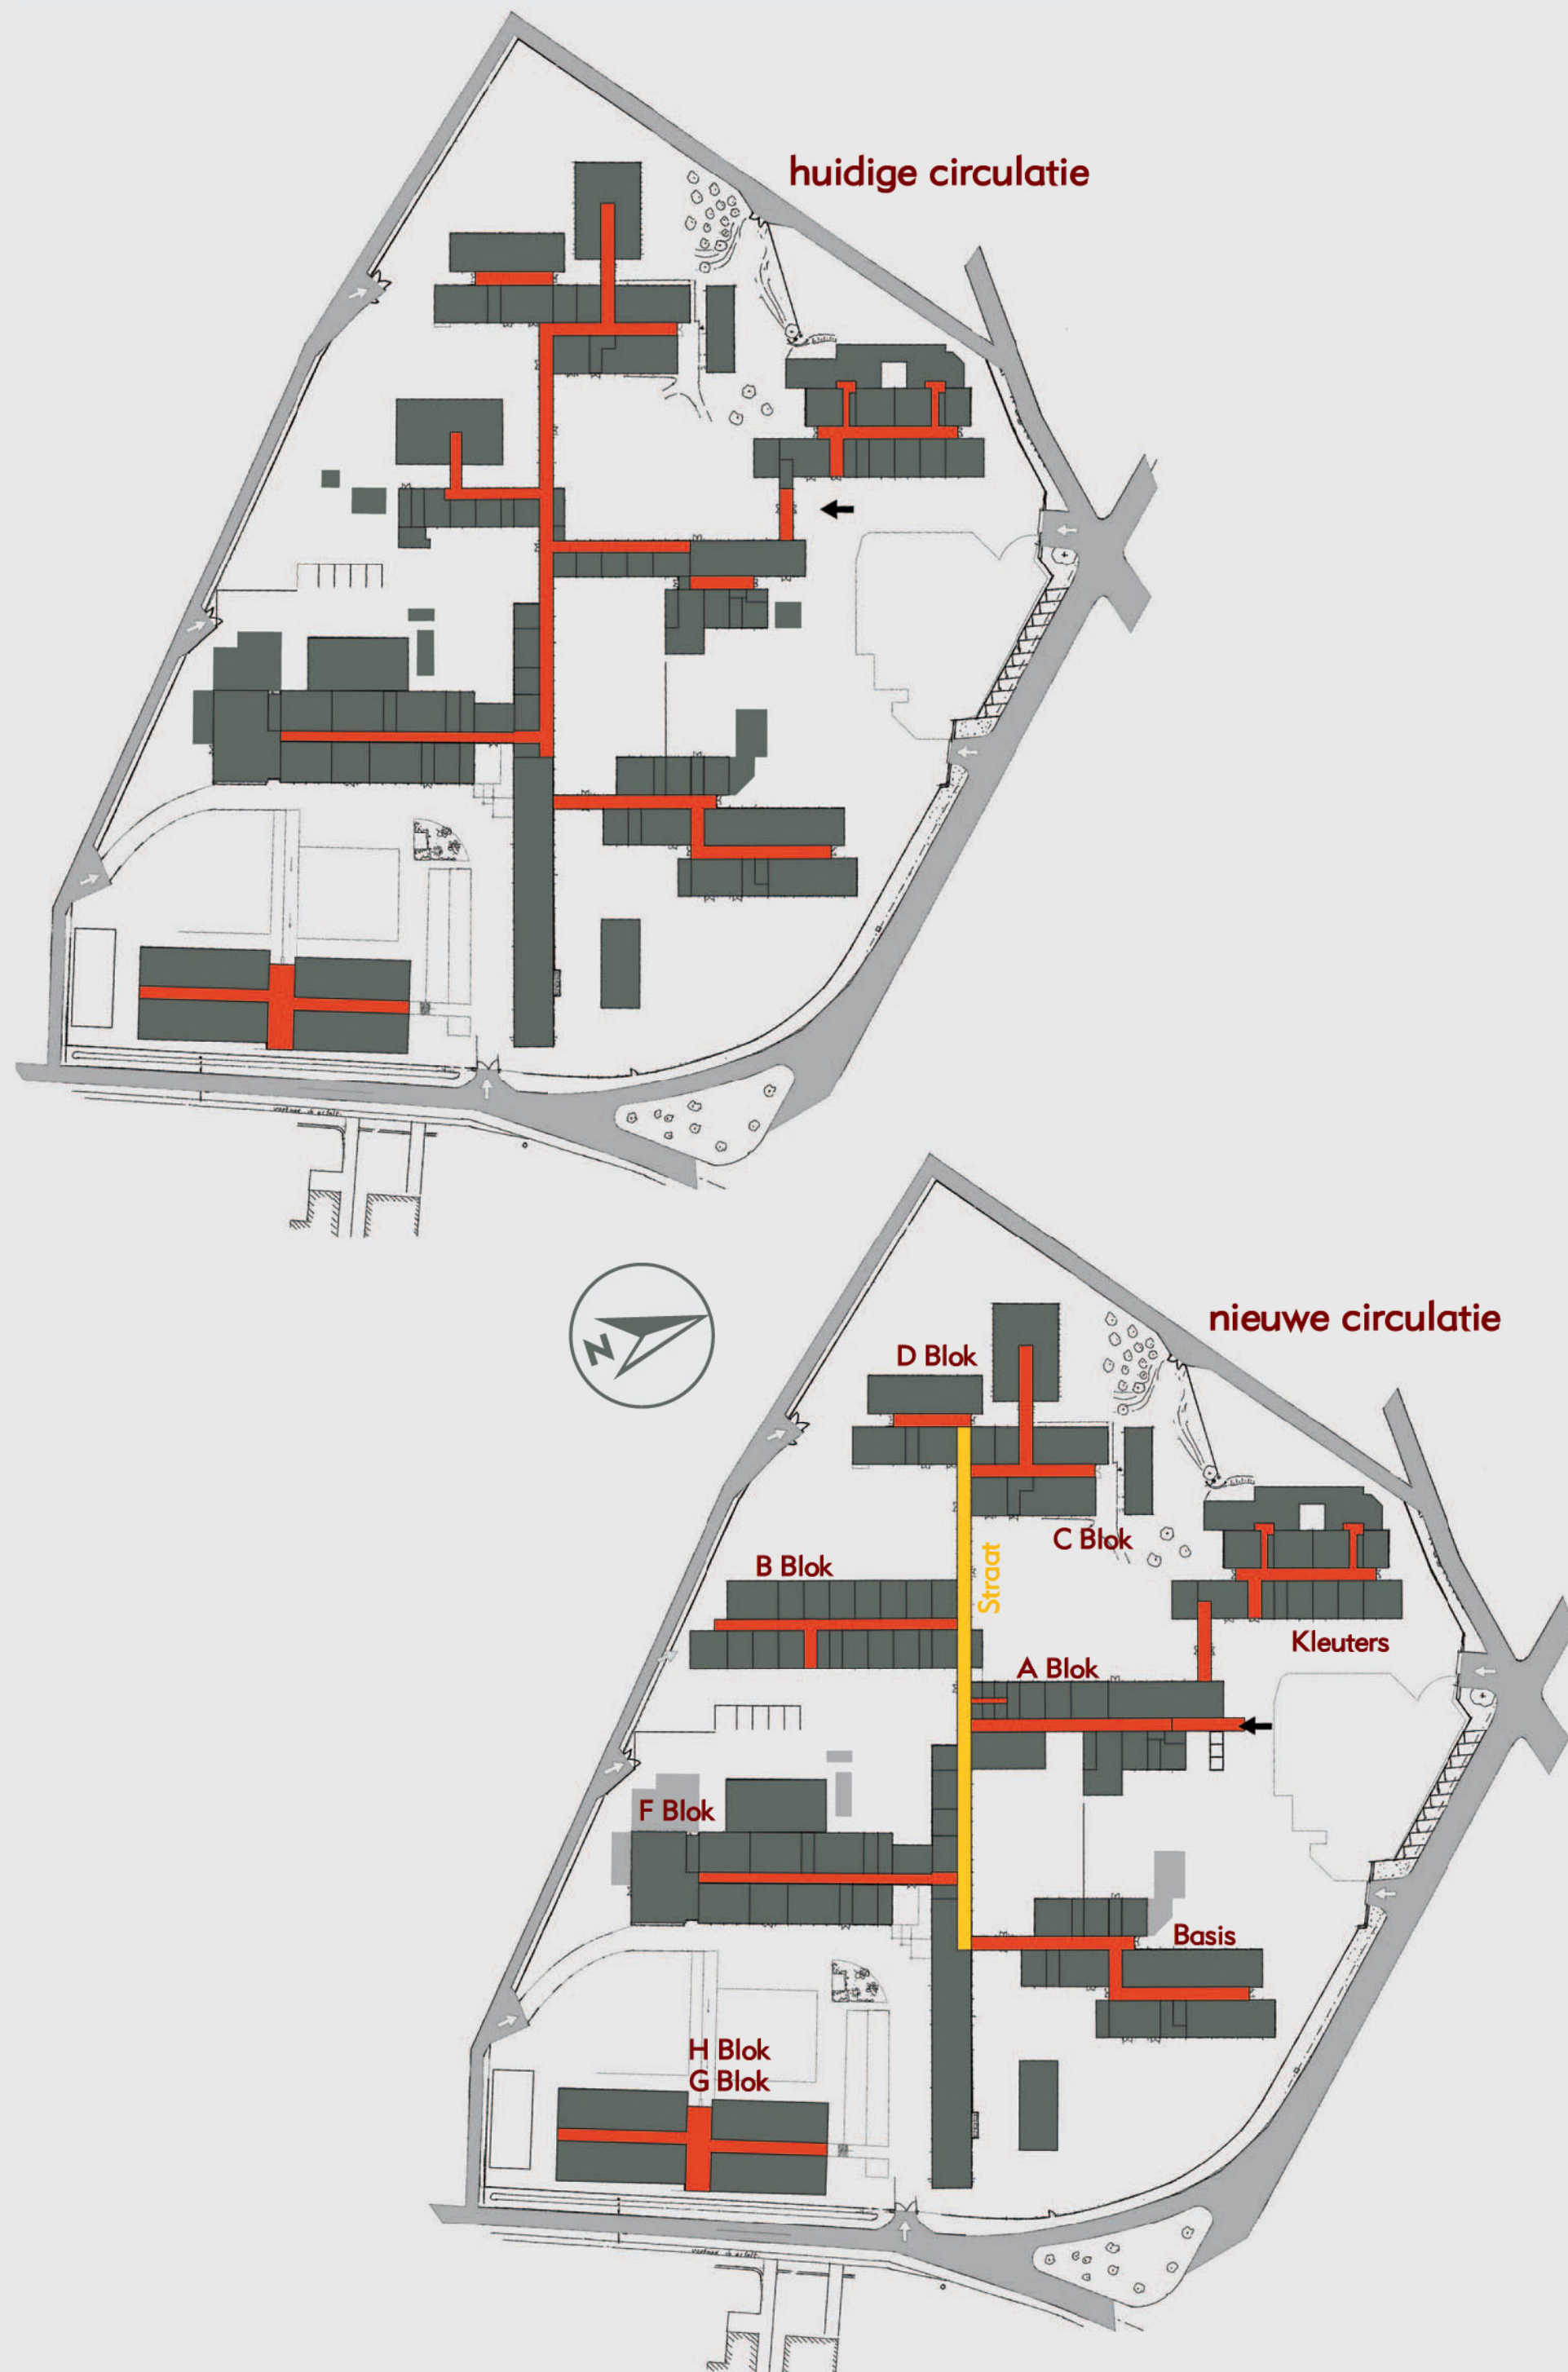 huidige circulatie
N
nieuwe circulatie
D Blok
C Blok
Straat
B Blok
Kleuters
A Blok
F Blok
Basis
H Blok
G Blok